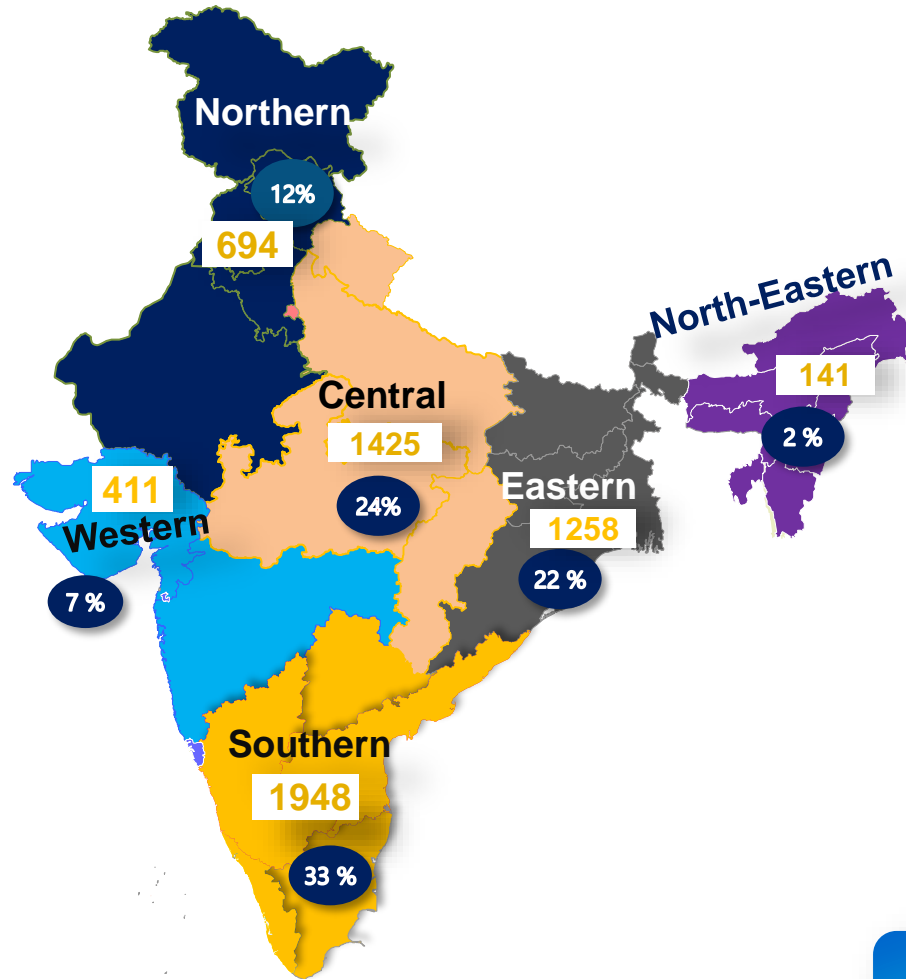 Northern
12%
694
North-Eastern
141
2 %
Central
1425
24%
411
Western
7 %
Eastern
1258
22 %
Southern
1948
33 %